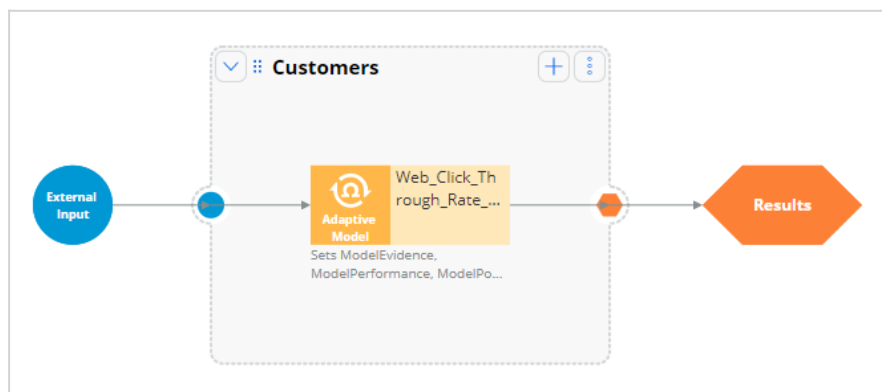 Customers
External
Input
Adaptive
Model
Web_Click_Th
rough_Rate_...
Sets ModelEvidence,
ModelPerformance, ModelPo...
Results